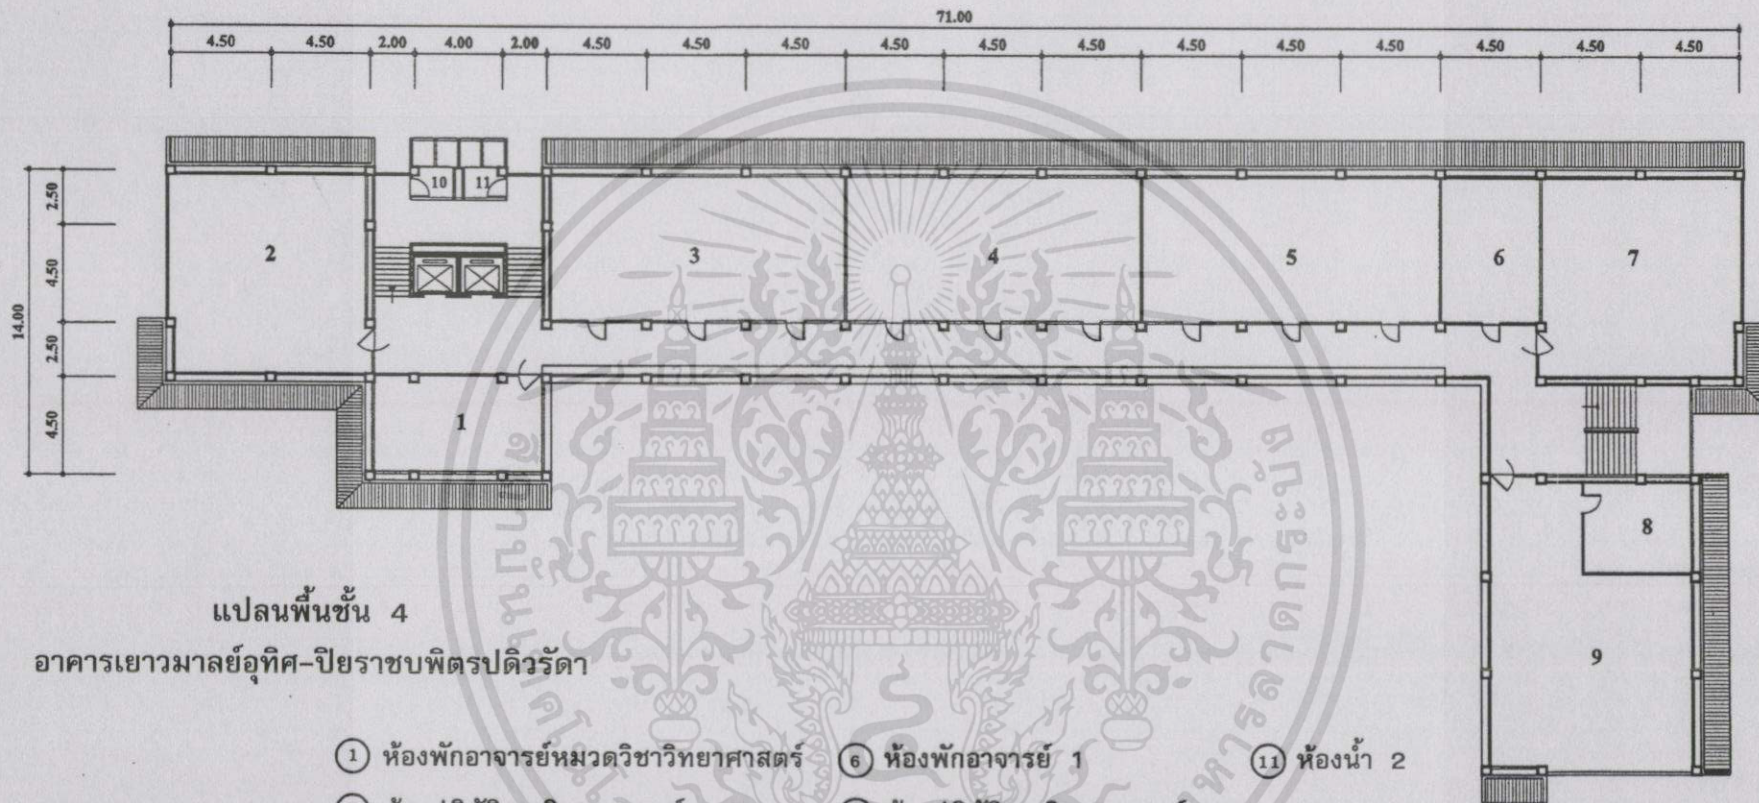 71.00
4.50 4.50 2.00 4.00 2.00 4.50 4.50 4.50 4.50 4.50 4.50 4.50 4.50 4.50 4.50 4.50 4.50
14.00
2.50
4.50
2.50
4.50
10 11
2 3 4 5 6 7
1
8
9
แปลนพื้นชั้น 4
อาคารเยาวมาลย์อุทิศ-ปิยราชบพิตรปดิวรัดา
1 ห้องพักอาจารย์หมวดวิชาวิทยาศาสตร์ 6 ห้องพักอาจารย์ 1 11 ห้องน้ำ 2